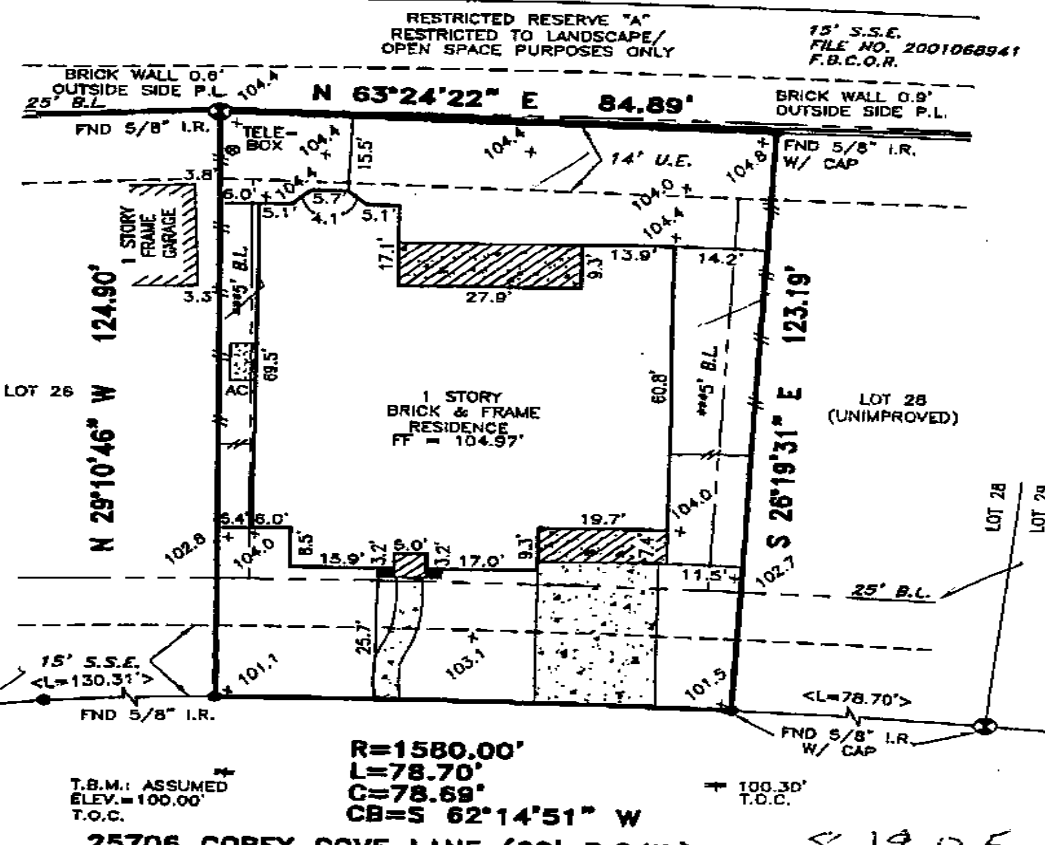 RESTRICTED RESERVE "A"
RESTRICTED TO LANDSCAPE/
OPEN SPACE PURPOSES ONLY
15' S.S.E.
FILE NO. 2001068941
F.B.C.O.R.
BRICK WALL 0.6'
OUTSIDE SIDE P.L.
104.4
25' B.L.
N 63°24'22" E 84.89'
BRICK WALL 0.9'
OUTSIDE SIDE P.L.
FND 5/8" I.R.
TELE-
BOX
104.4
15.5'
104.4
14' U.E.
104.8
FND 5/8" I.R.
W/ CAP
3.8'
6.0'
104.4
5.1'
5.7'
4.1'
5.1'
104.0
104.4
1 STORY
FRAME
GARAGE
3.3'
***5' B.L.
17.1'
27.9'
9.3'
13.9'
14.2'
N 29°10'46" W 124.90'
S 26°19'31" E 123.19'
LOT 26
AC
69.5'
60.8'
***5' B.L.
1 STORY
BRICK & FRAME
RESIDENCE
FF = 104.97'
LOT 28
(UNIMPROVED)
LOT 28
LOT 29
102.8
5.4'
6.0'
104.0
8.5'
15.9'
3.2'
5.0'
3.2'
17.0'
9.3'
19.7'
7.4'
104.0
11.5'
102.7
25' B.L.
25.7'
103.1
15' S.S.E.
<L=130.31'>
101.1
101.5
<L=78.70'>
FND 5/8" I.R.
FND 5/8" I.R.
W/ CAP
R=1580.00'
L=78.70'
C=78.69'
CB=S 62°14'51" W
T.B.M.: ASSUMED
ELEV.=100.00'
T.O.C.
100.30'
T.O.C.
25706 COREY COVE LANE